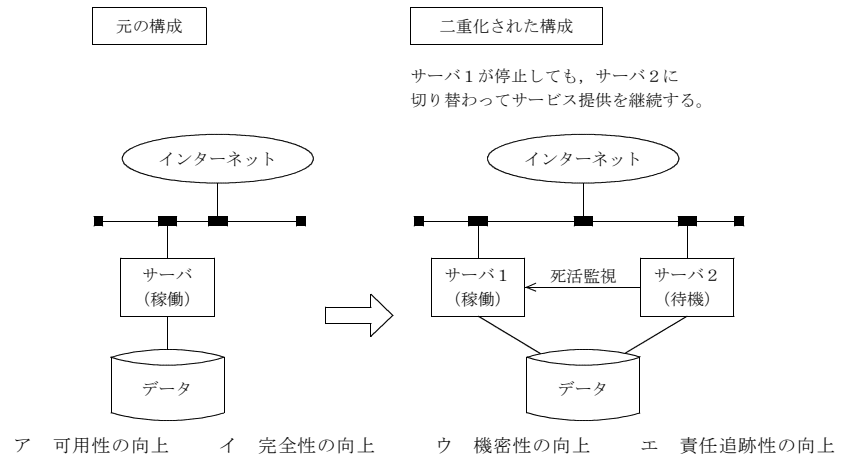 元の構成
二重化された構成
サーバ１が停止しても，サーバ２に
切り替わってサービス提供を継続する。
インターネット
サーバ
（稼働）
データ
インターネット
サーバ１
（稼働）
死活監視
サーバ２
（待機）
データ
ア　可用性の向上　　イ　完全性の向上　　ウ　機密性の向上　　エ　責任追跡性の向上